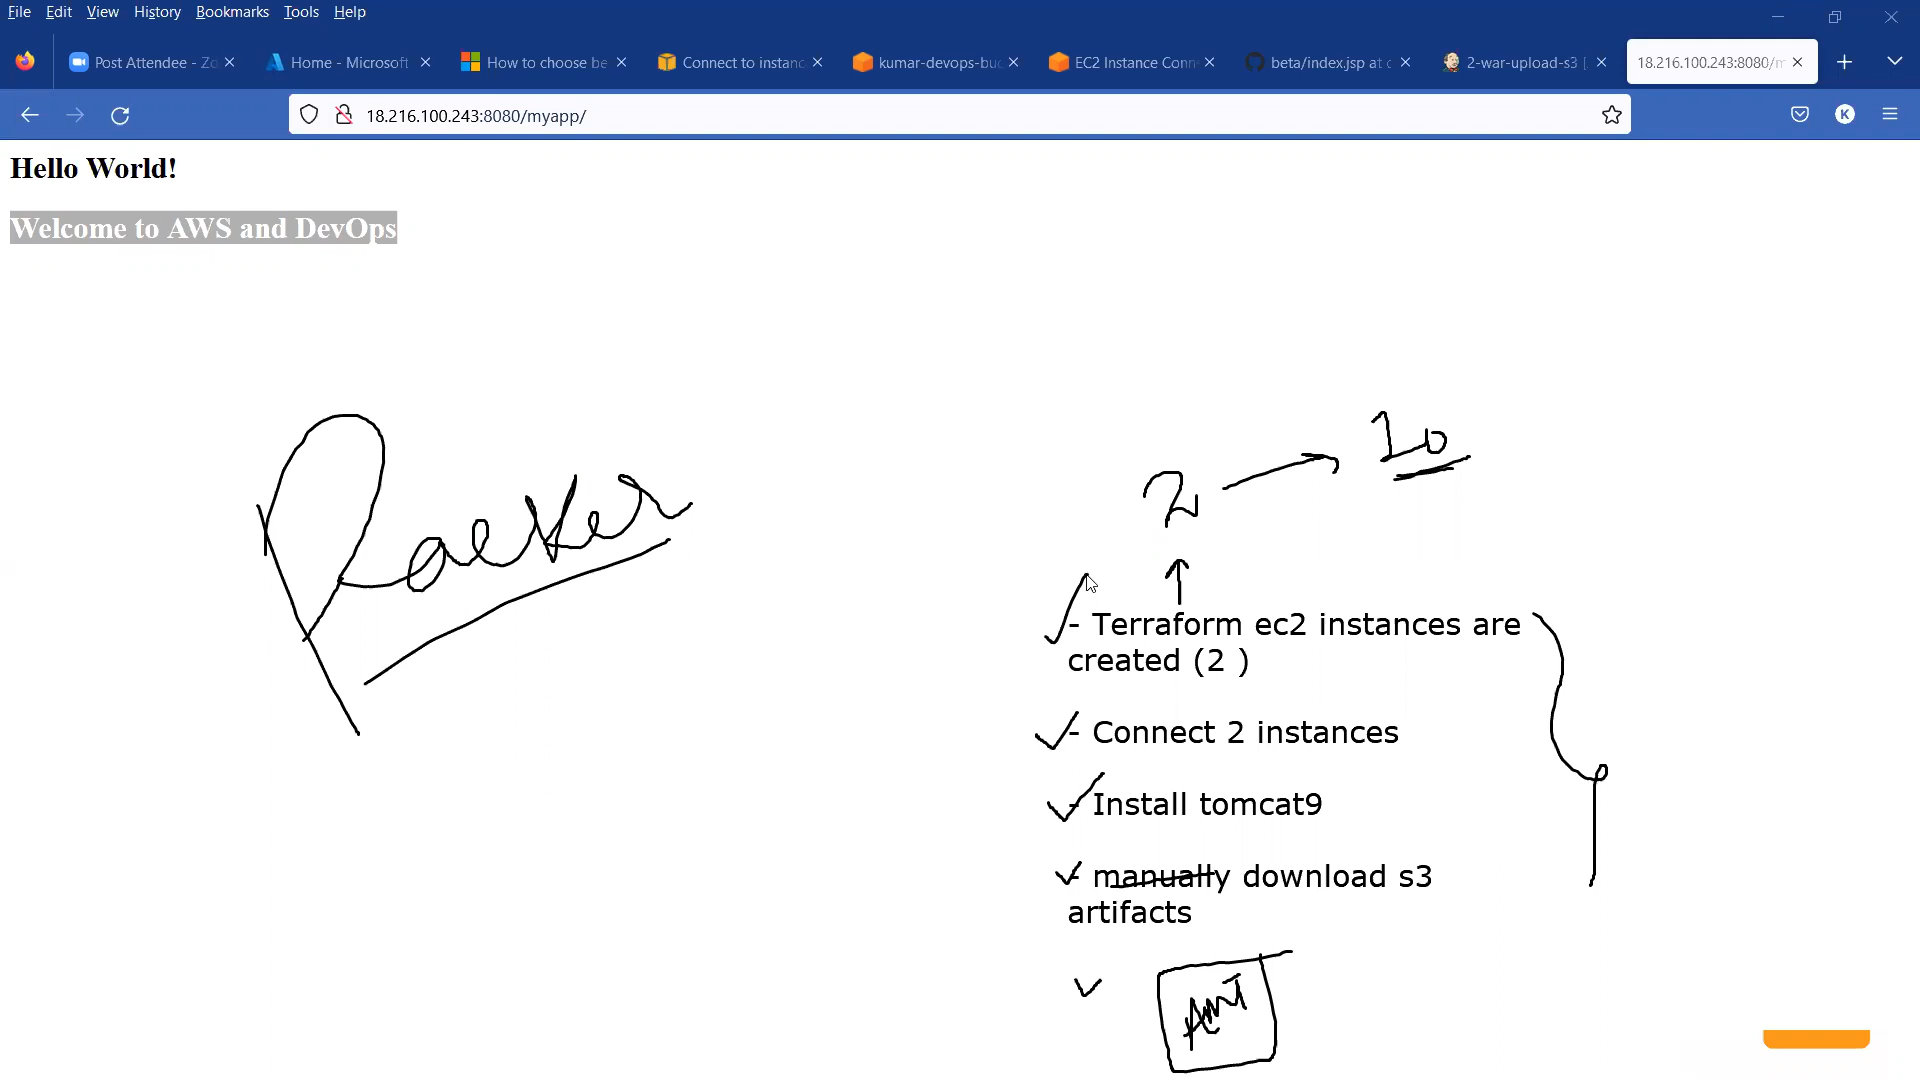 File Edit View History Bookmarks Tools Help
Post Attendee - Zo
Home - Microsoft
How to choose be
Connect to instanc
kumar-devops-buc
EC2 Instance Conn
beta/index.jsp at c
2-war-upload-s3 [
18.216.100.243:8080/m
18.216.100.243:8080/myapp/
K
Hello World!
Welcome to AWS and DevOps
Packer
2 → 10
- Terraform ec2 instances are
created (2 )
- Connect 2 instances
- Install tomcat9
- manually download s3
artifacts
AMI